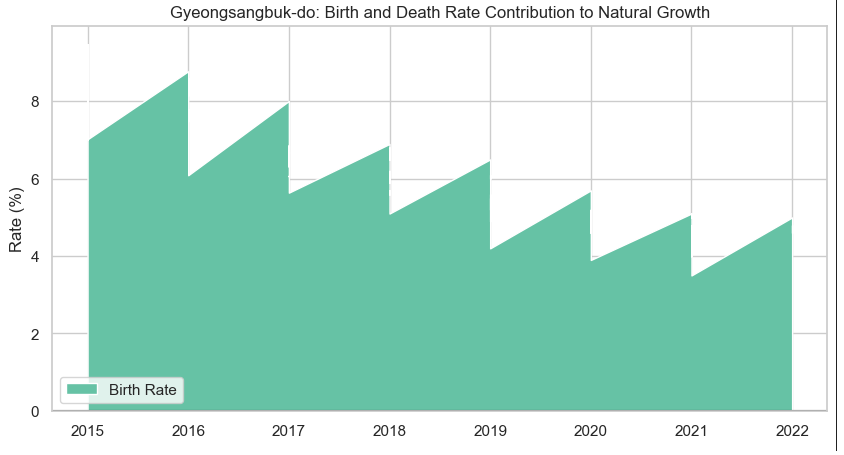 Gyeongsangbuk-do: Birth and Death Rate Contribution to Natural Growth
Rate (%)
8
6
4
2
0
Birth Rate
2015 2016 2017 2018 2019 2020 2021 2022